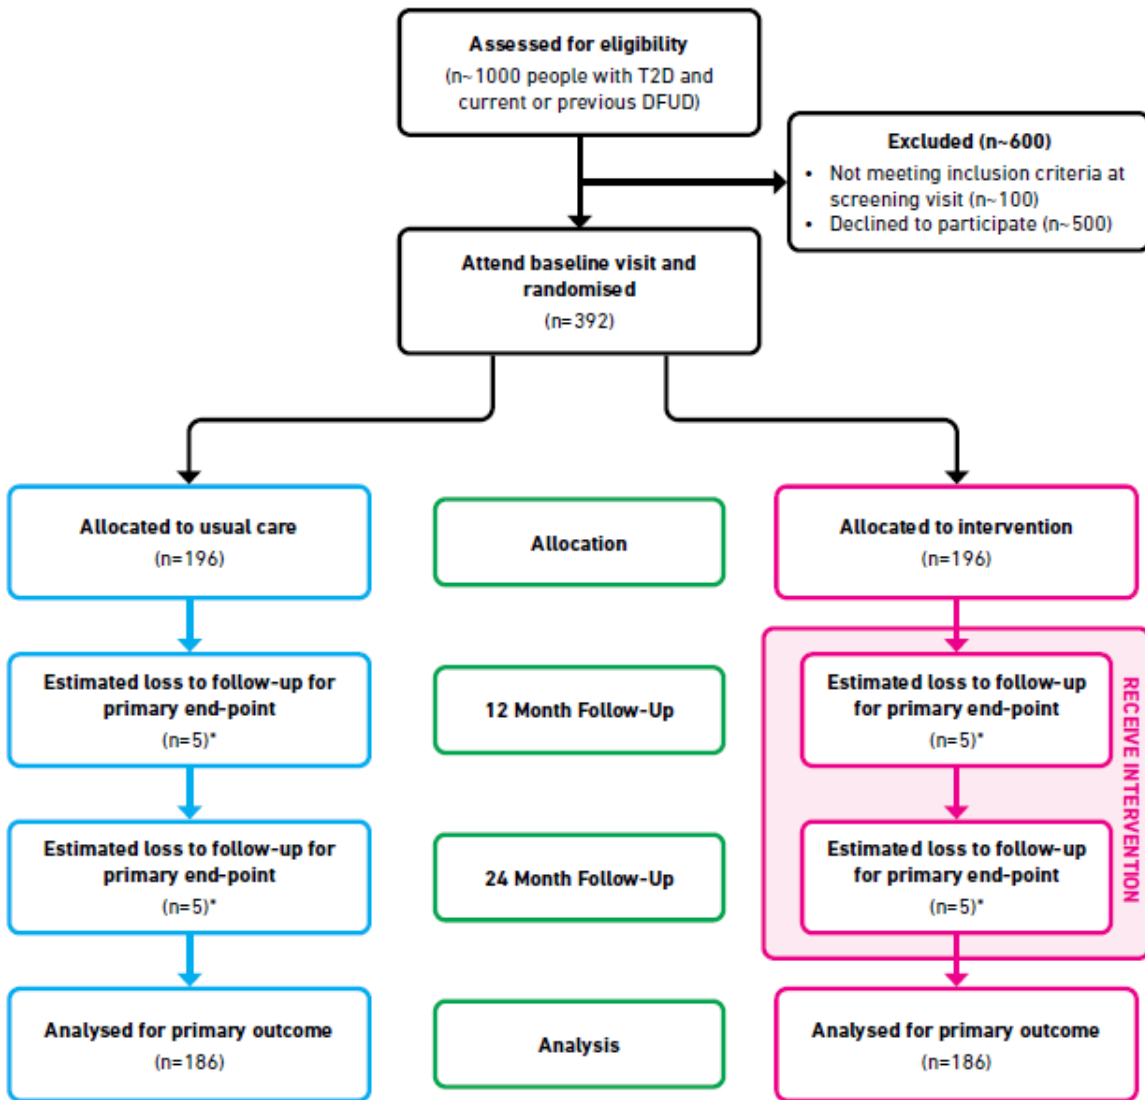 Assessed for eligibility
(n~1000 people with T2D and
current or previous DFUD)
Excluded (n~600)
• Not meeting inclusion criteria at
screening visit (n~100)
• Declined to participate (n~500)
Attend baseline visit and
randomised
(n=392)
Allocated to usual care
(n=196)
Allocation
Allocated to intervention
(n=196)
Estimated loss to follow-up for
primary end-point
(n=5)*
12 Month Follow-Up
Estimated loss to follow-up
for primary end-point
(n=5)*
RECEIVE INTERVENTION
Estimated loss to follow-up for
primary end-point
(n=5)*
24 Month Follow-Up
Estimated loss to follow-up
for primary end-point
(n=5)*
Analysed for primary outcome
(n=186)
Analysis
Analysed for primary outcome
(n=186)